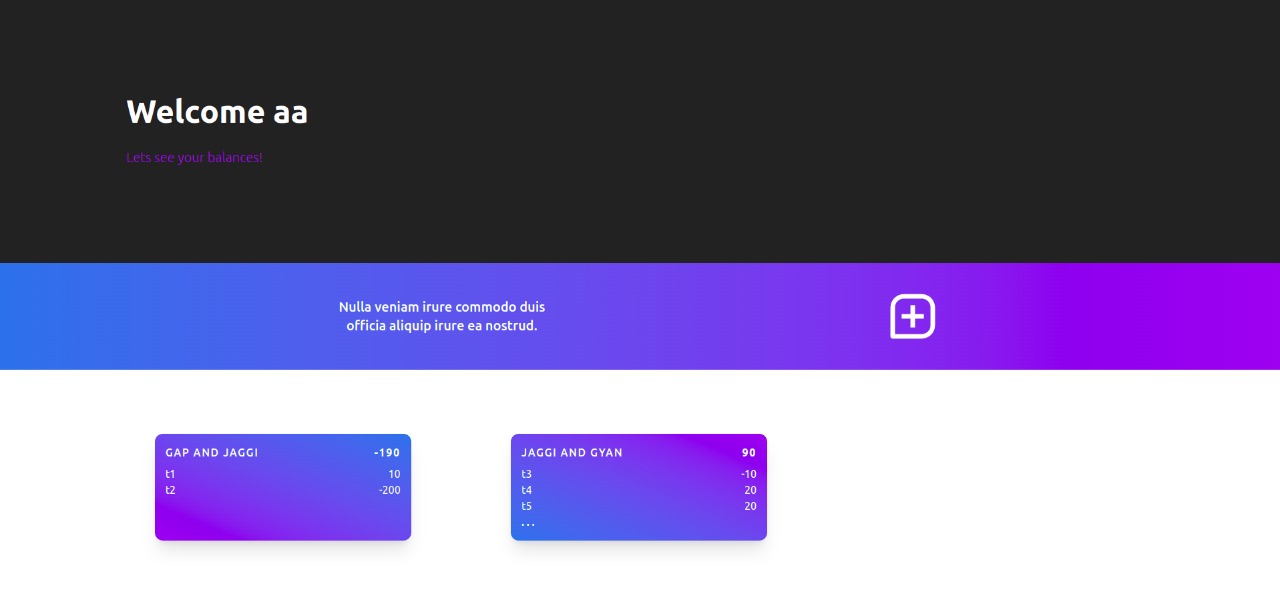 Welcome aa
Lets see your balances!
Nulla veniam irure commodo duis
officia aliquip irure ea nostrud.
GAP AND JAGGI -190
t1 10
t2 -200
JAGGI AND GYAN 90
t3 -10
t4 20
t5 20
...